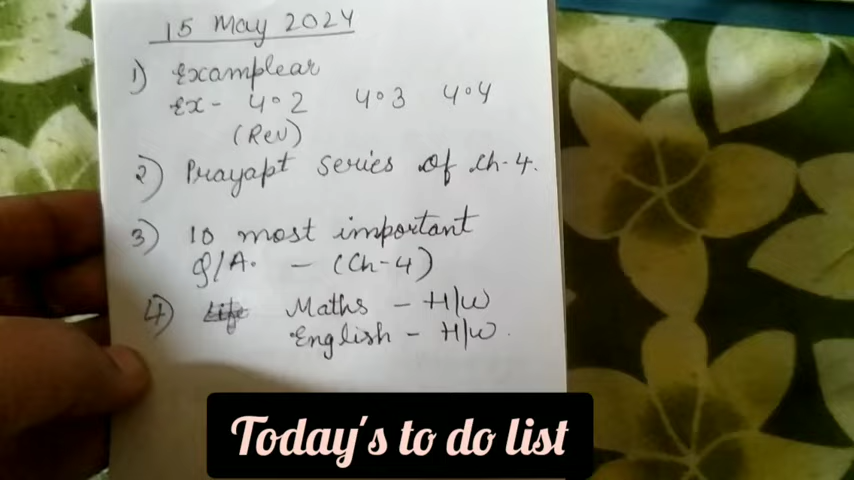 15 May 2024
1) Examplear
Ex - 4.2 4.3 4.4
(Rev)
2) Prayapt series of Ch-4.
3) 10 most important
Q/A. - (Ch-4)
4) Life Maths - H/W
English - H/W.
Today's to do list